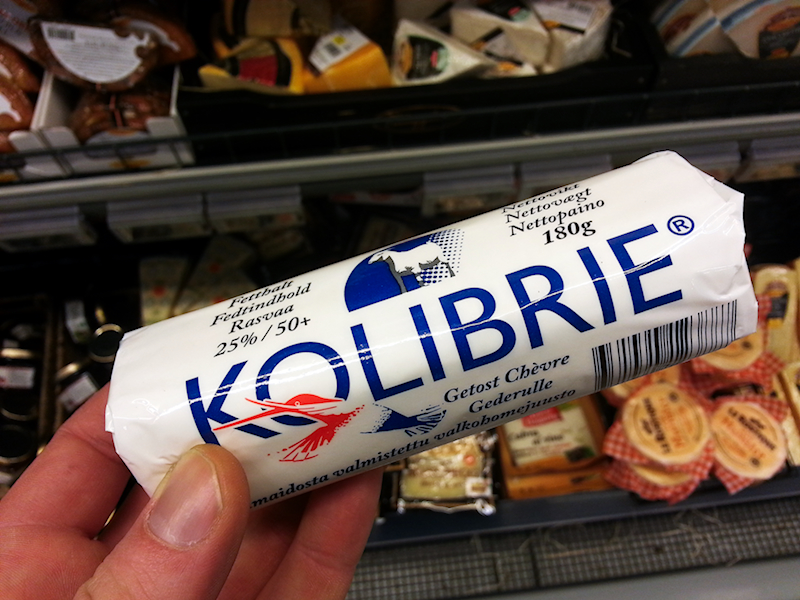 Nettovikt
Nettovægt
Nettopaino
180g
Fetthalt
Fedtindhold
Rasvaa
25% / 50+
KOLIBRIE®
Getost Chèvre
Gederulle
maidosta valmistettu valkohomejuusto